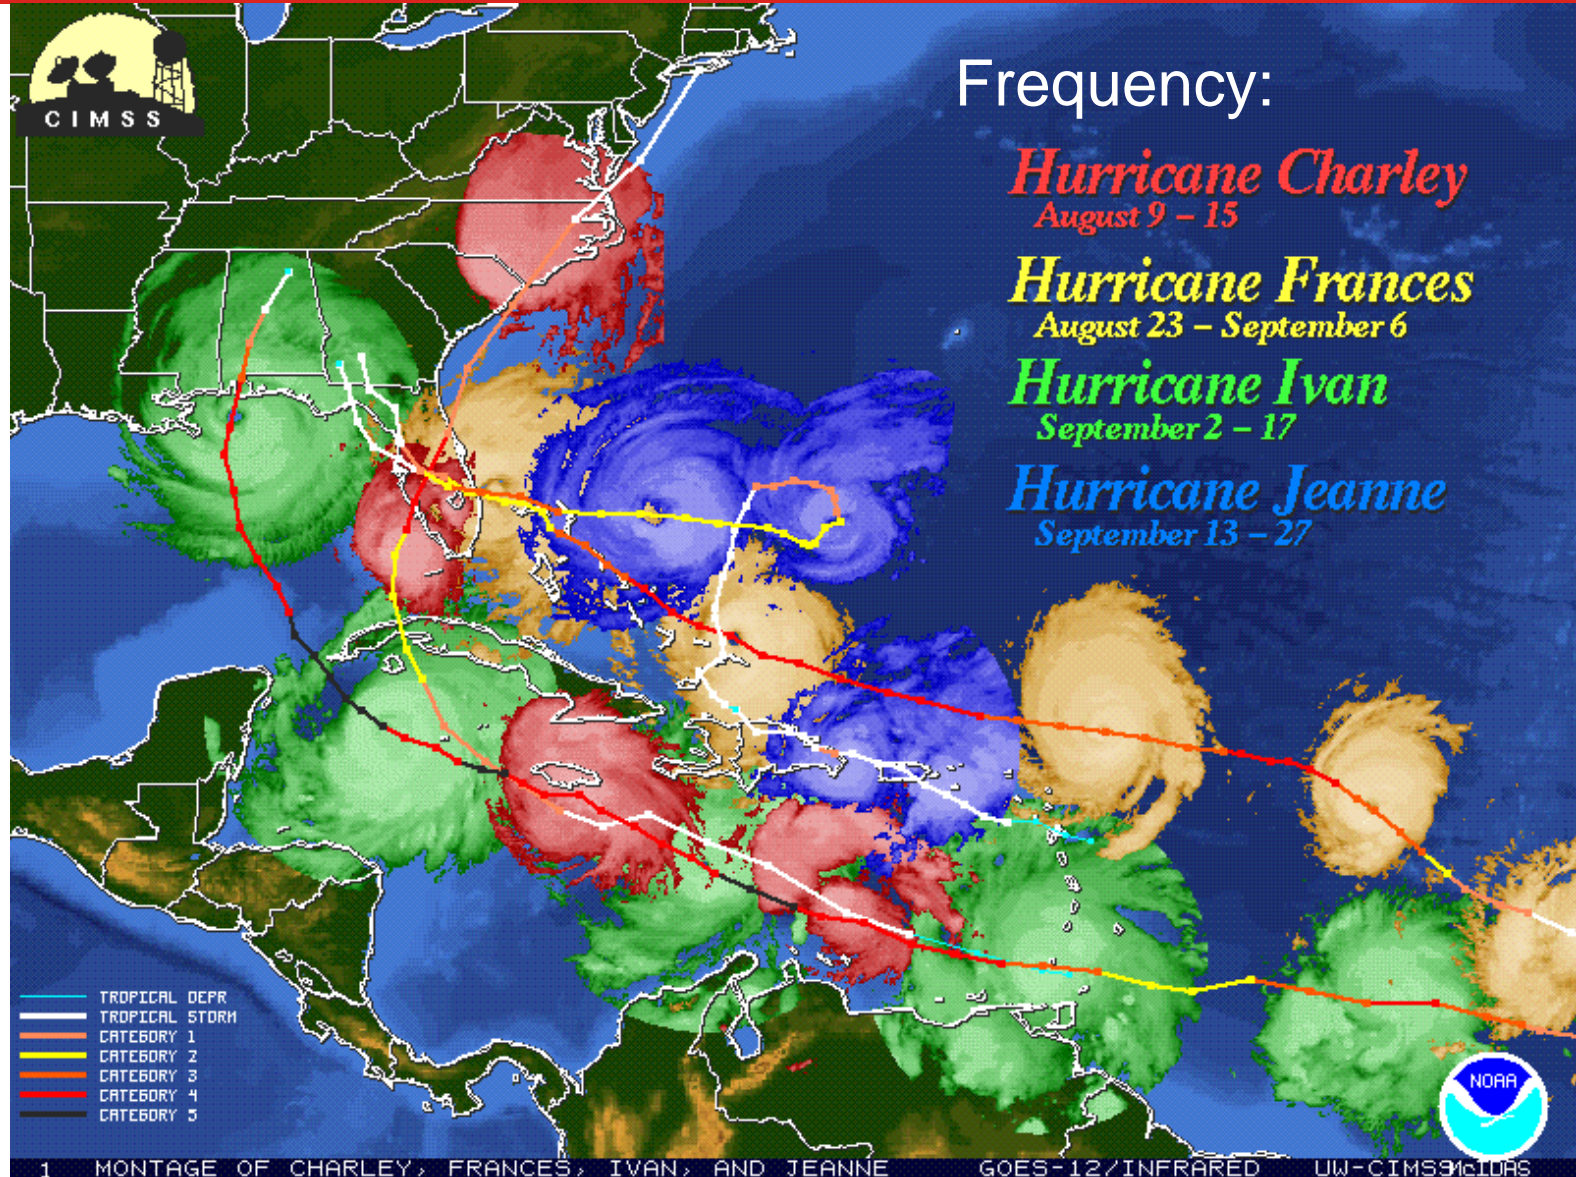 CIMSS
Frequency:
Hurricane Charley
August 9 – 15
Hurricane Frances
August 23 – September 6
Hurricane Ivan
September 2 – 17
Hurricane Jeanne
September 13 – 27
TROPICAL DEPR
TROPICAL STORM
CATEGORY 1
CATEGORY 2
CATEGORY 3
CATEGORY 4
CATEGORY 5
NOAA
1 MONTAGE OF CHARLEY, FRANCES, IVAN, AND JEANNE GOES-12/INFRARED UW-CIMSS McIDAS